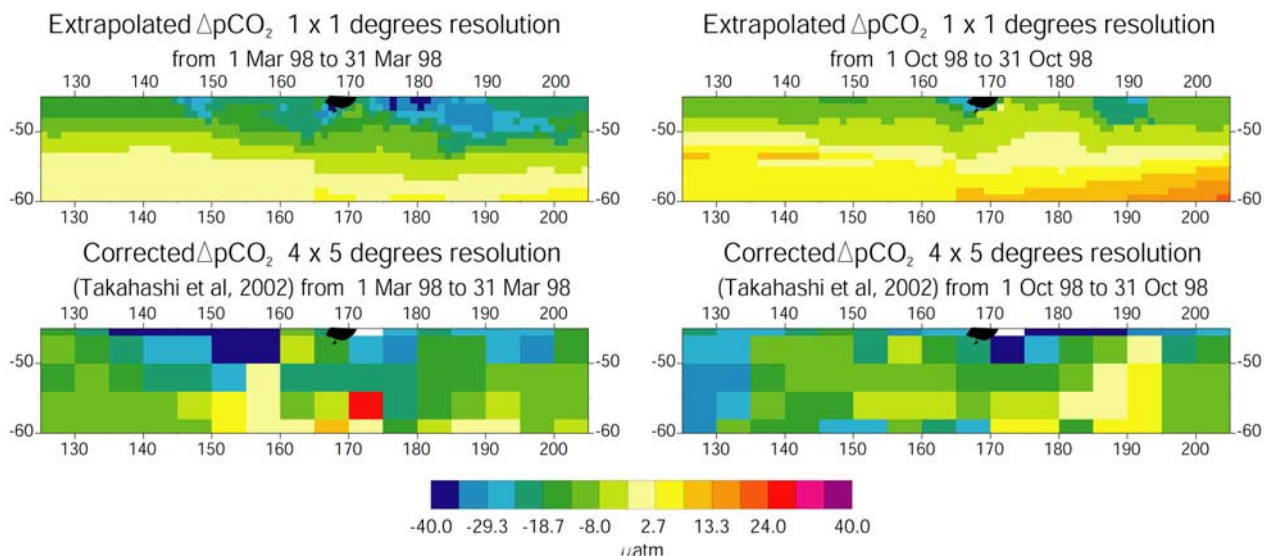 Extrapolated △pCO₂ 1 x 1 degrees resolution
from 1 Mar 98 to 31 Mar 98
130 140 150 160 170 180 190 200
-50 -50
-60 -60
130 140 150 160 170 180 190 200
Extrapolated △pCO₂ 1 x 1 degrees resolution
from 1 Oct 98 to 31 Oct 98
130 140 150 160 170 180 190 200
-50 -50
-60 -60
130 140 150 160 170 180 190 200
Corrected△pCO₂ 4 x 5 degrees resolution
(Takahashi et al, 2002) from 1 Mar 98 to 31 Mar 98
130 140 150 160 170 180 190 200
-50 -50
-60 -60
130 140 150 160 170 180 190 200
Corrected△pCO₂ 4 x 5 degrees resolution
(Takahashi et al, 2002) from 1 Oct 98 to 31 Oct 98
130 140 150 160 170 180 190 200
-50 -50
-60 -60
130 140 150 160 170 180 190 200
-40.0 -29.3 -18.7 -8.0 2.7 13.3 24.0 40.0
μatm